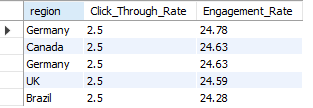 region Click_Through_Rate Engagement_Rate
Germany 2.5 24.78
Canada 2.5 24.63
Germany 2.5 24.63
UK 2.5 24.59
Brazil 2.5 24.28